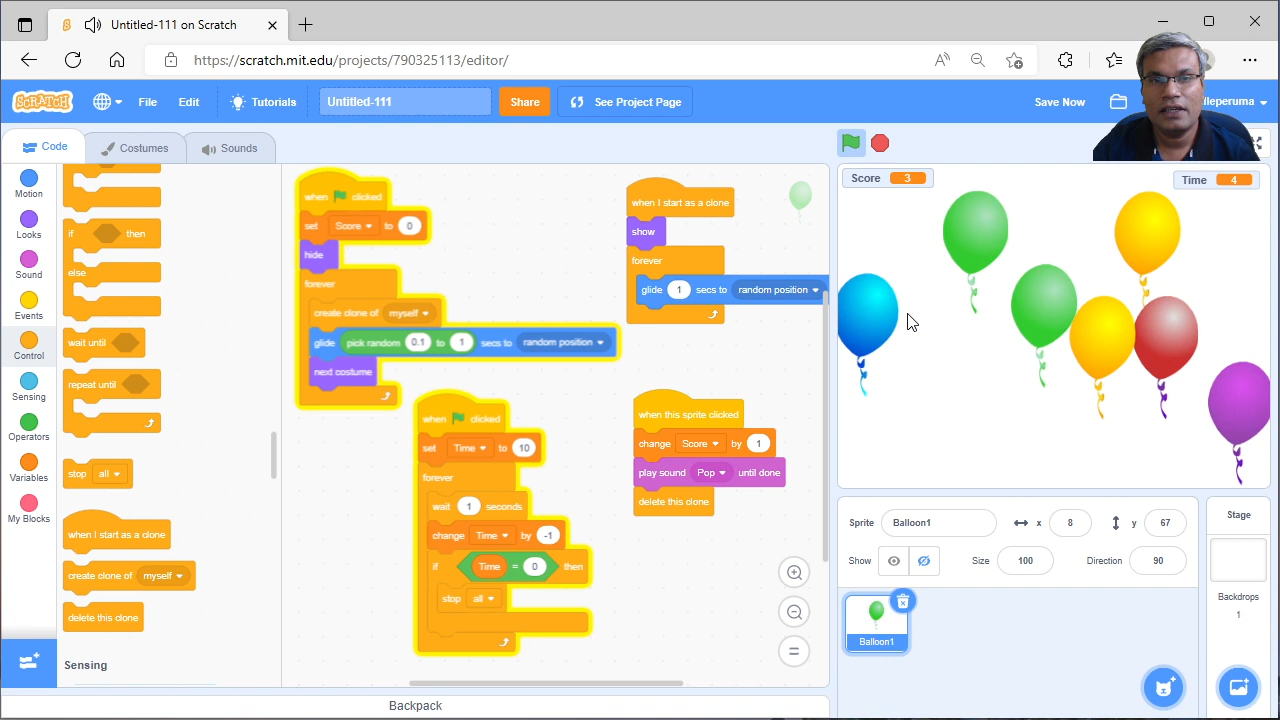 Untitled-111 on Scratch
https://scratch.mit.edu/projects/790325113/editor/
SCRATCH
File
Edit
Tutorials
Untitled-111
Share
See Project Page
Save Now
lleperuma
Code
Costumes
Sounds
Motion
Looks
Sound
Events
Control
Sensing
Operators
Variables
My Blocks
if then
else
wait until
repeat until
stop all
when I start as a clone
create clone of myself
delete this clone
Sensing
when clicked
set Score to 0
hide
forever
create clone of myself
glide pick random 0.1 to 1 secs to random position
next costume
when clicked
set Time to 10
forever
wait 1 seconds
change Time by -1
if Time = 0 then
stop all
when I start as a clone
show
forever
glide 1 secs to random position
when this sprite clicked
change Score by 1
play sound Pop until done
delete this clone
Backpack
Score 3
Time 4
Sprite Balloon1 x 8 y 67
Show Size 100 Direction 90
Balloon1
Stage
Backdrops
1